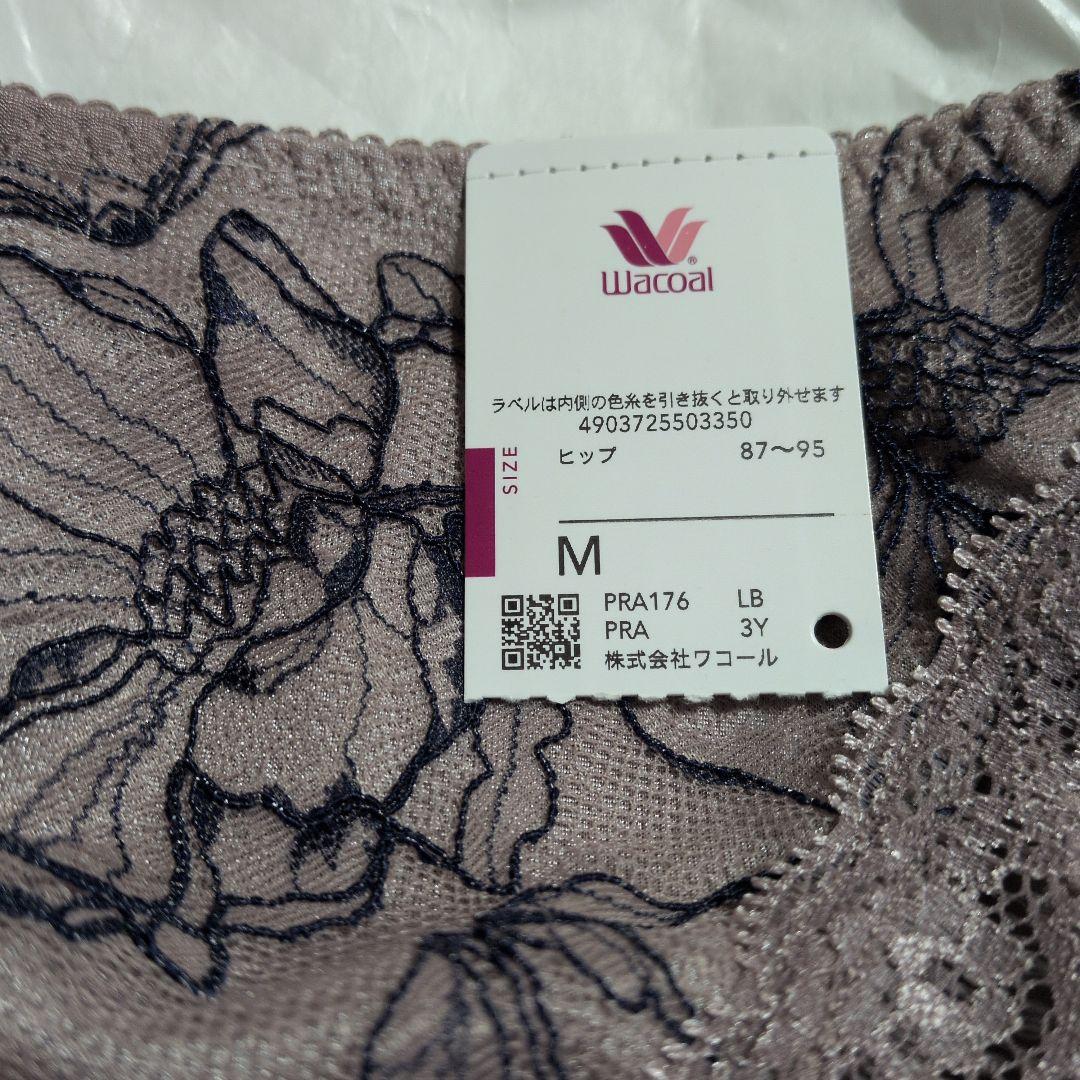 Wacoal®
ラベルは内側の色糸を引き抜くと取り外せます
4903725503350
SIZE
ヒップ 87〜95
M
PRA176 LB
PRA 3Y
株式会社ワコール